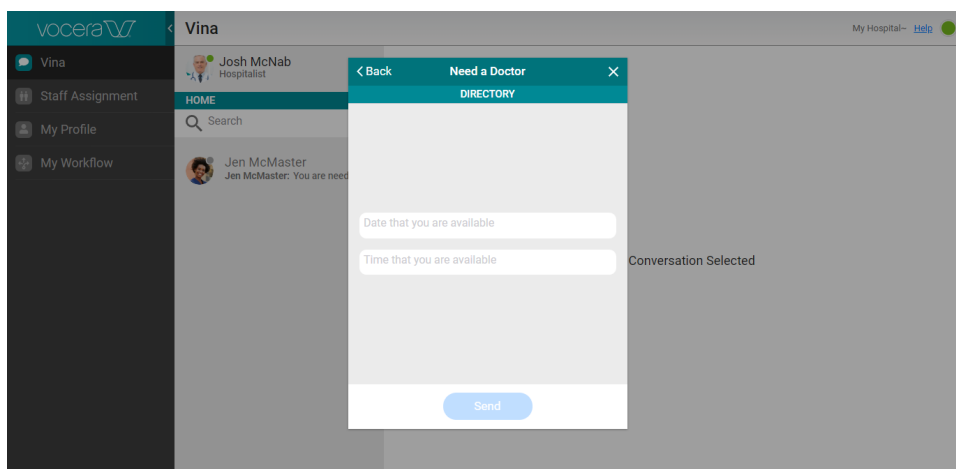 vocera
Vina
My Hospital– Help
Vina
Staff Assignment
My Profile
My Workflow
Josh McNab
Hospitalist
HOME
Search
Jen McMaster
Jen McMaster: You are need
Back
Need a Doctor
DIRECTORY
Date that you are available
Time that you are available
Send
Conversation Selected